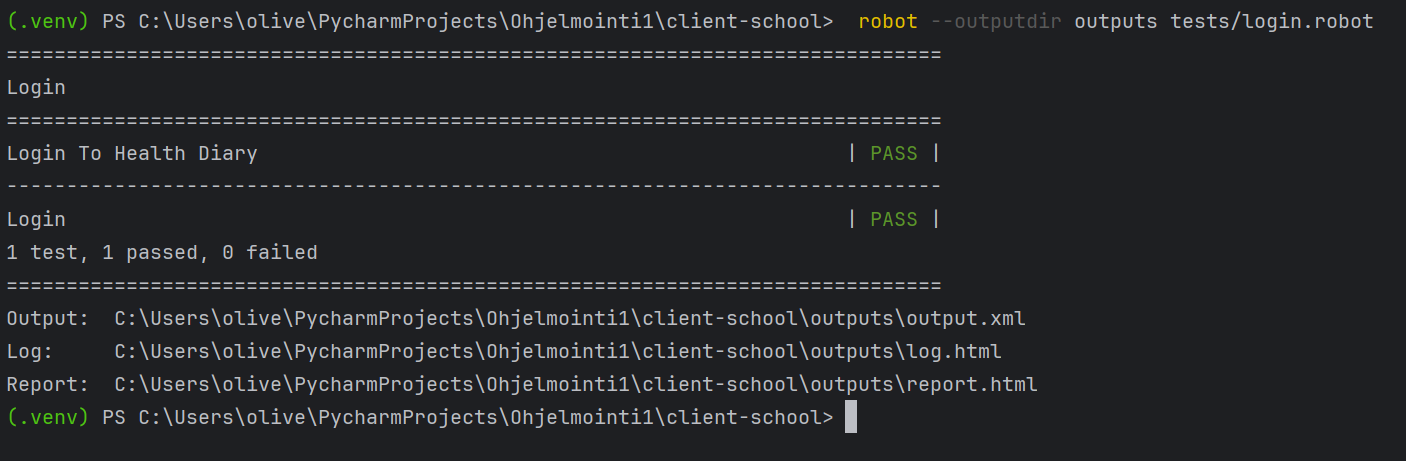 (.venv) PS C:\Users\olive\PycharmProjects\Ohjelmointi1\client-school>  robot --outputdir outputs tests/login.robot
==============================================================================
Login
==============================================================================
Login To Health Diary                                                 | PASS |
------------------------------------------------------------------------------
Login                                                                 | PASS |
1 test, 1 passed, 0 failed
==============================================================================
Output:  C:\Users\olive\PycharmProjects\Ohjelmointi1\client-school\outputs\output.xml
Log:     C:\Users\olive\PycharmProjects\Ohjelmointi1\client-school\outputs\log.html
Report:  C:\Users\olive\PycharmProjects\Ohjelmointi1\client-school\outputs\report.html
(.venv) PS C:\Users\olive\PycharmProjects\Ohjelmointi1\client-school>